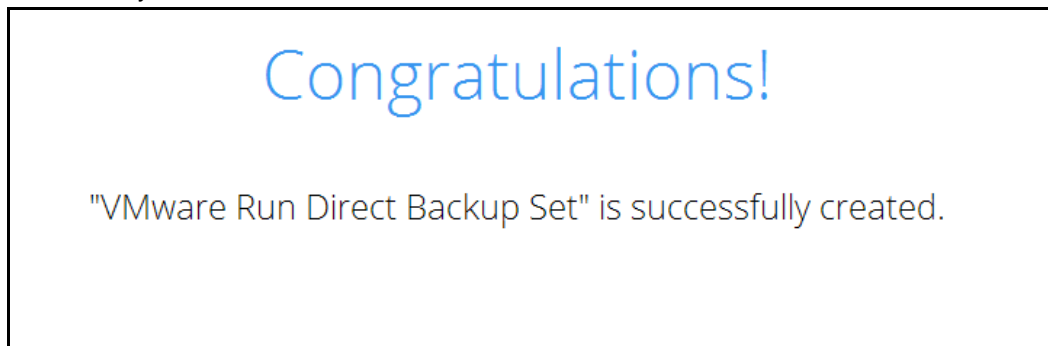 Congratulations!
"VMware Run Direct Backup Set" is successfully created.